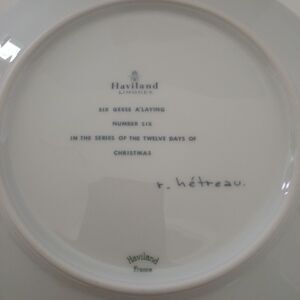 Haviland
LIMOGES
SIX GEESE A'LAYING
NUMBER SIX
IN THE SERIES OF THE TWELVE DAYS OF
CHRISTMAS
r. hétreau.
Haviland
France